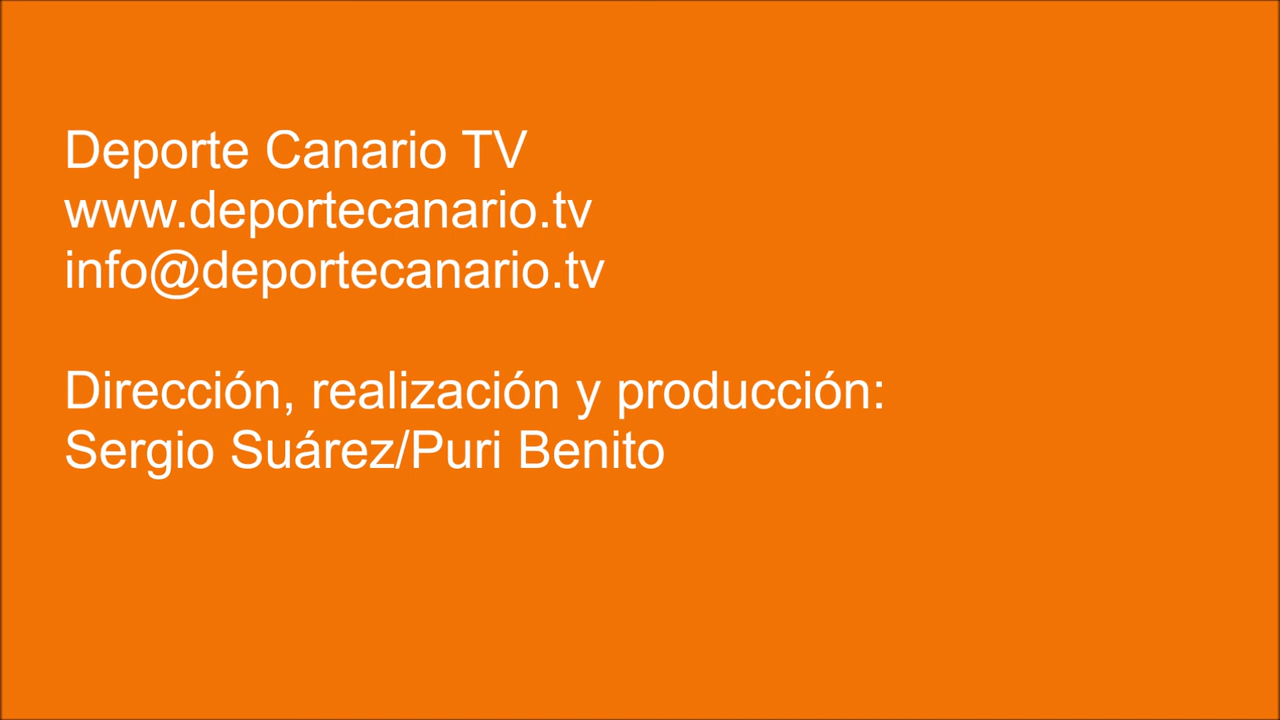 Deporte Canario TV
www.deportecanario.tv
info@deportecanario.tv
Dirección, realización y producción:
Sergio Suárez/Puri Benito